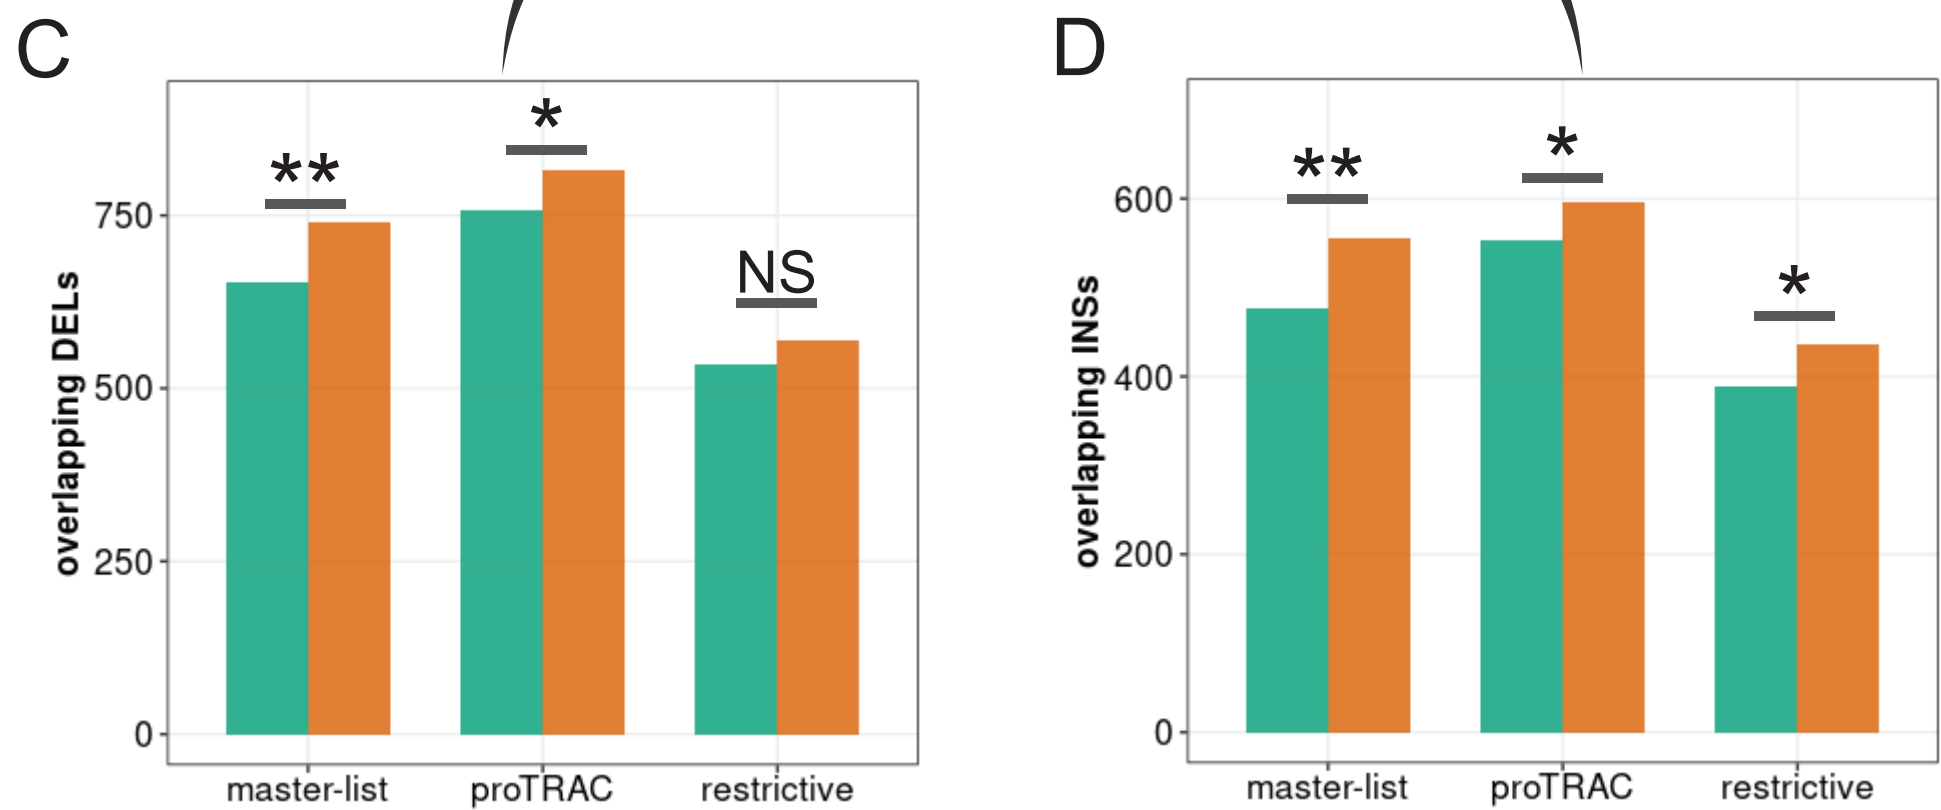 C
*
**
750
NS
500
250
0
overlapping DELs
master-list proTRAC restrictive
D
*
**
600
*
400
200
0
overlapping INSs
master-list proTRAC restrictive